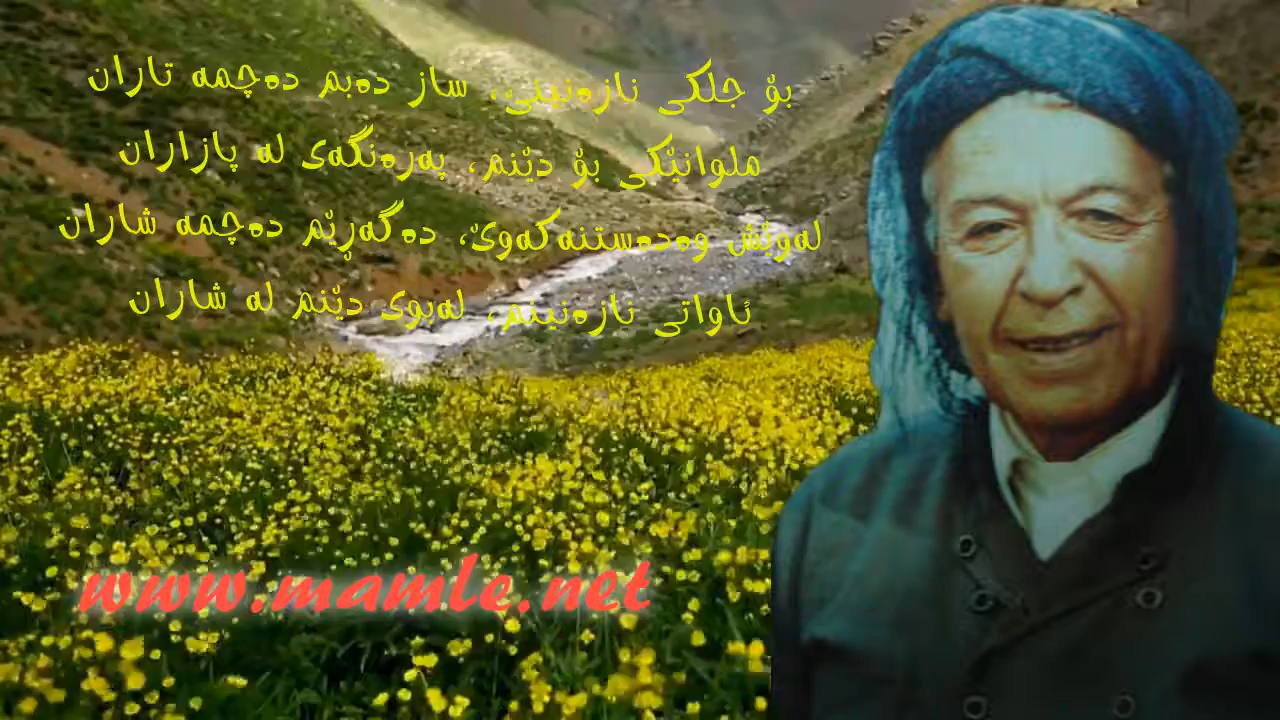 بۆ جلکی نازەنینێ، ساز دەبم دەچمە تاران
ملوانێکی بۆ دێنم، پەرەنگەی لە پازاران
لەوێش وەدەستنەکەوێ، دەگەڕێم دەچمە شاران
ئاواتی نازەنینم، لەبوی دێنم لە شاران
www.mamle.net